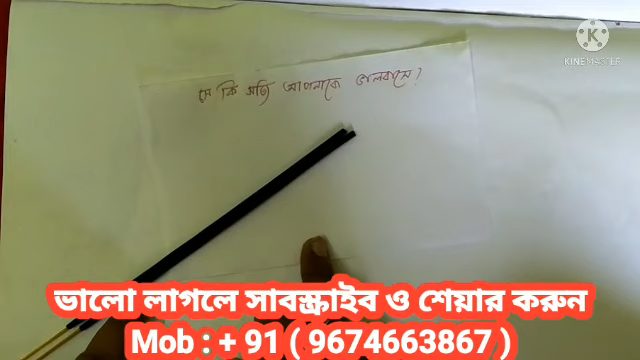 KINEMASTER
সে কি সত্যি আপনাকে ভালবাসে?
ভালো লাগলে সাবস্ক্রাইব ও শেয়ার করুন
Mob : + 91 ( 9674663867 )